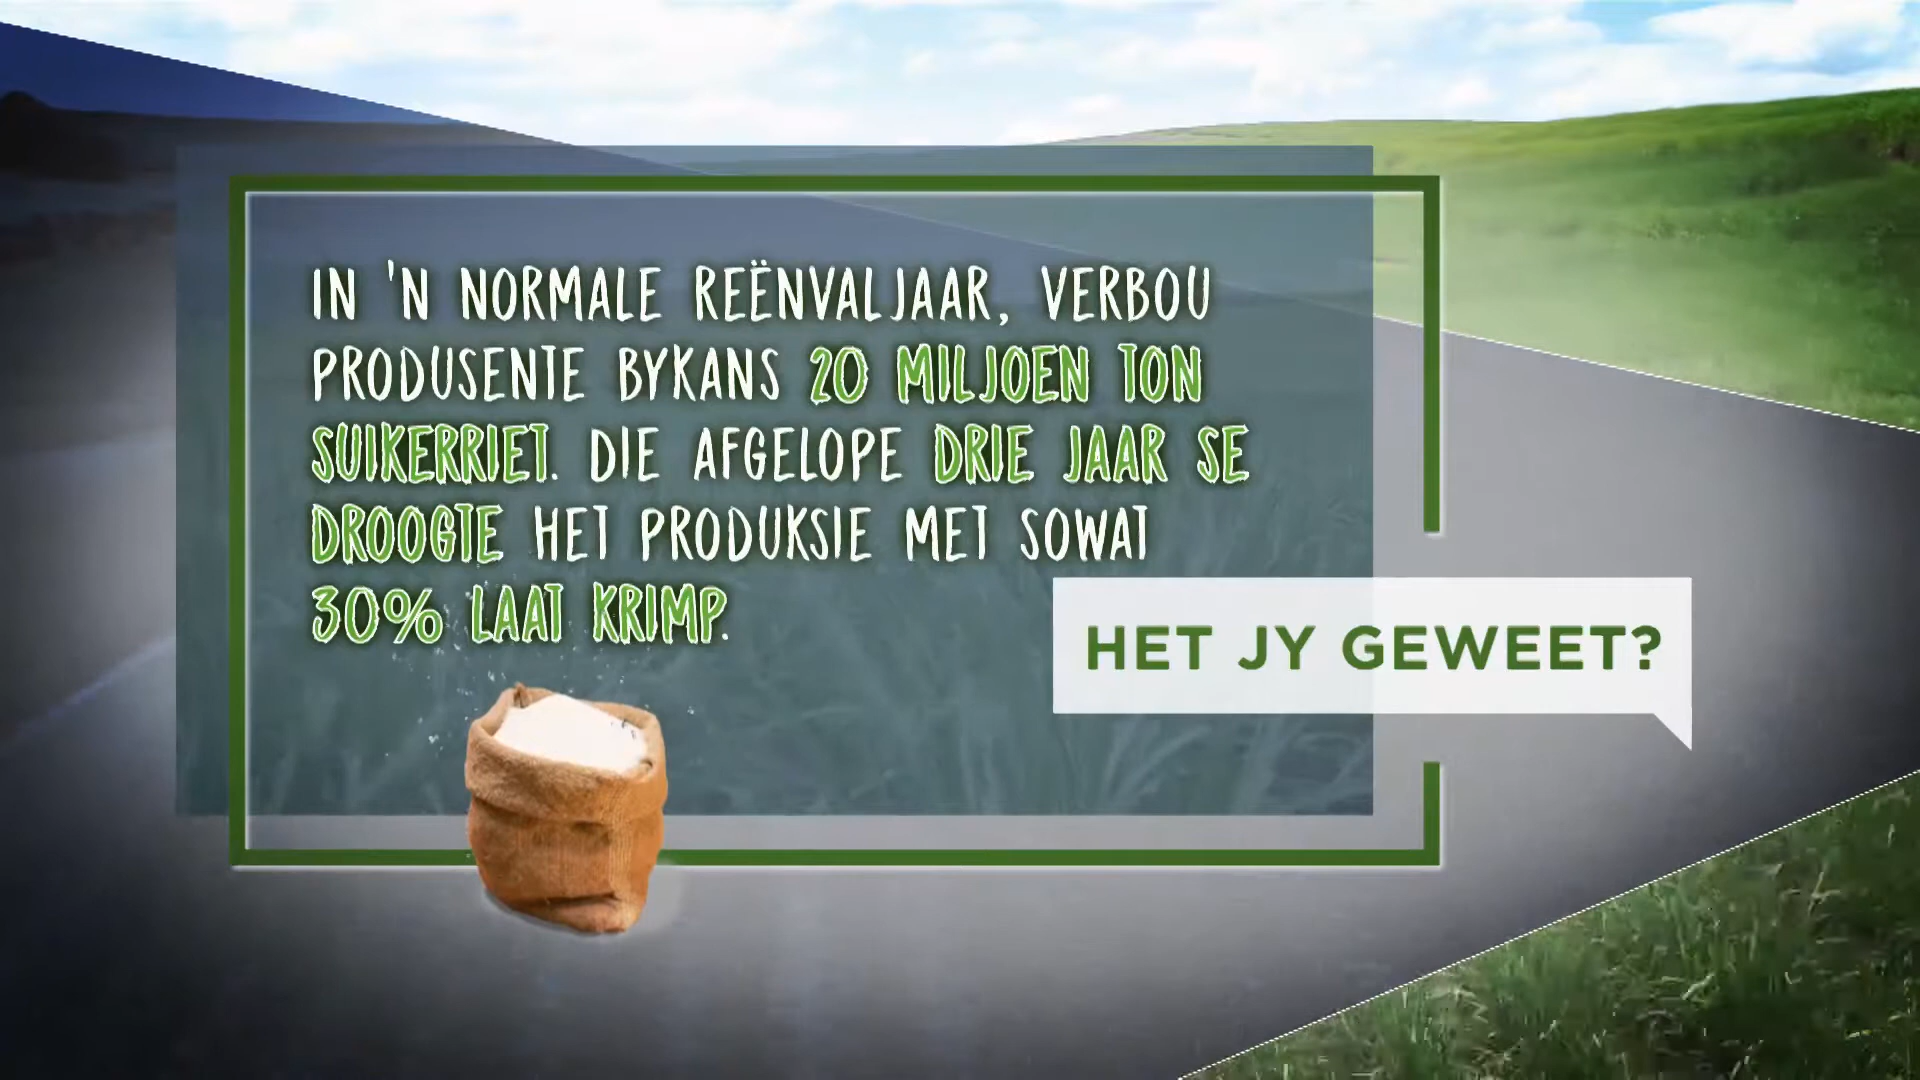 IN 'N NORMALE REËNVALJAAR, VERBOU
PRODUSENTE BYKANS 20 MILJOEN TON
SUIKERRIET. DIE AFGELOPE DRIE JAAR SE
DROOGTE HET PRODUKSIE MET SOWAT
30% LAAT KRIMP.
HET JY GEWEET?